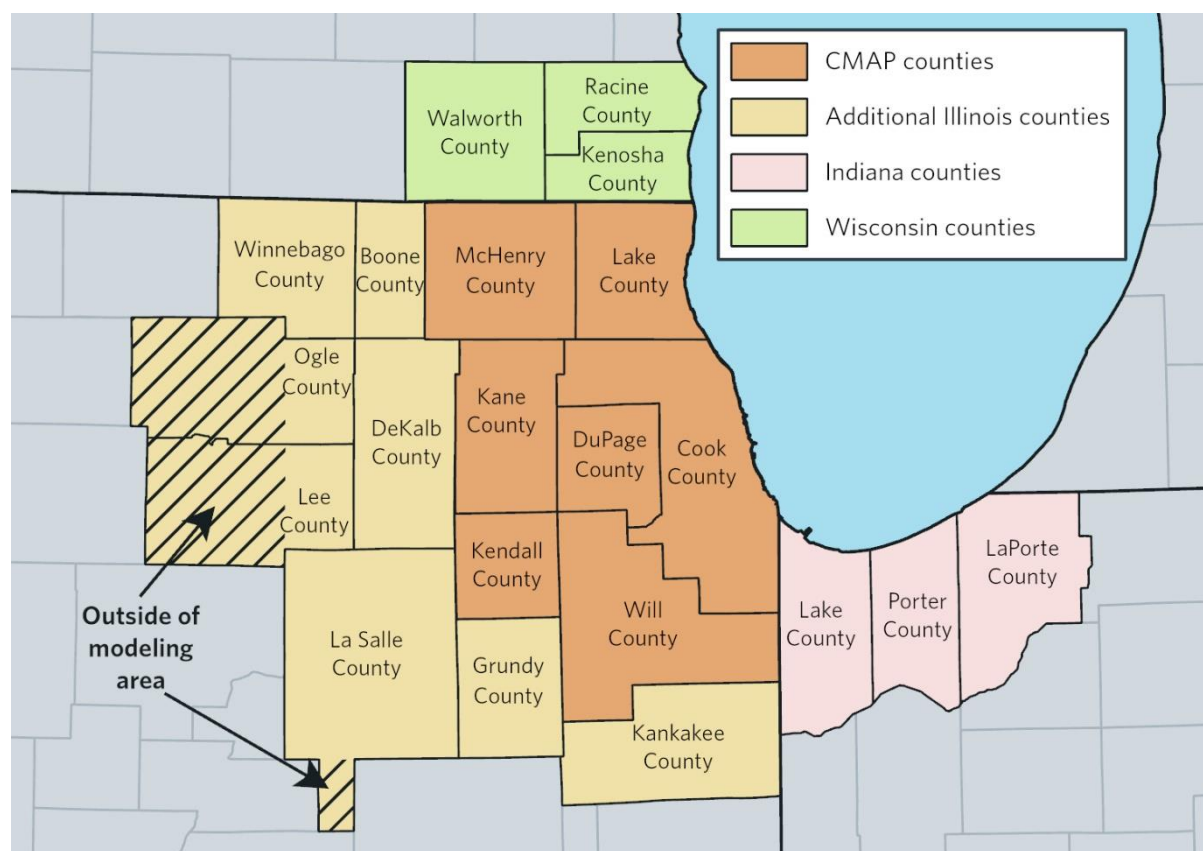 CMAP counties
Additional Illinois counties
Indiana counties
Wisconsin counties
Walworth
County
Racine
County
Kenosha
County
Winnebago
County
Boone
County
McHenry
County
Lake
County
Ogle
County
DeKalb
County
Kane
County
DuPage
County
Cook
County
Lee
County
Kendall
County
Will
County
Lake
County
Porter
County
LaPorte
County
Outside of
modeling
area
La Salle
County
Grundy
County
Kankakee
County